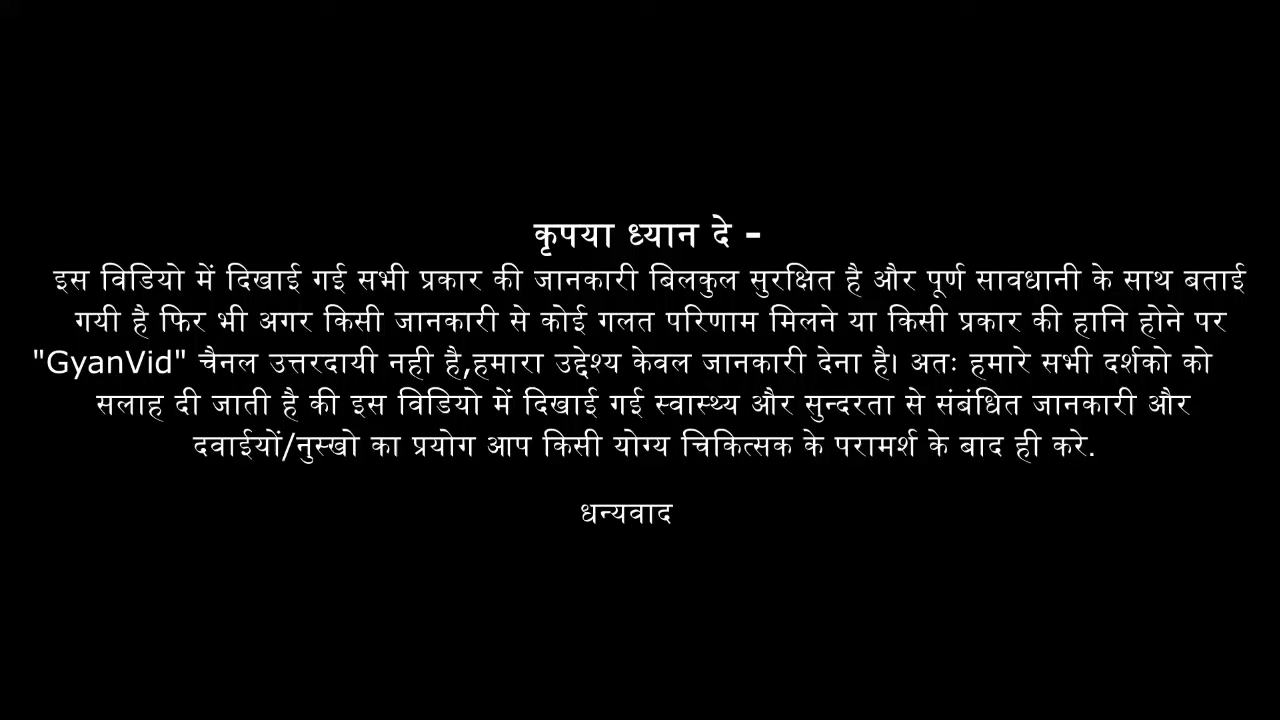 कृपया ध्यान दे -
इस विडियो में दिखाई गई सभी प्रकार की जानकारी बिलकुल सुरक्षित है और पूर्ण सावधानी के साथ बताई
गयी है फिर भी अगर किसी जानकारी से कोई गलत परिणाम मिलने या किसी प्रकार की हानि होने पर
"GyanVid" चैनल उत्तरदायी नही है,हमारा उद्देश्य केवल जानकारी देना है। अतः हमारे सभी दर्शको को
सलाह दी जाती है की इस विडियो में दिखाई गई स्वास्थ्य और सुन्दरता से संबंधित जानकारी और
दवाईयों/नुस्खो का प्रयोग आप किसी योग्य चिकित्सक के परामर्श के बाद ही करे.
धन्यवाद